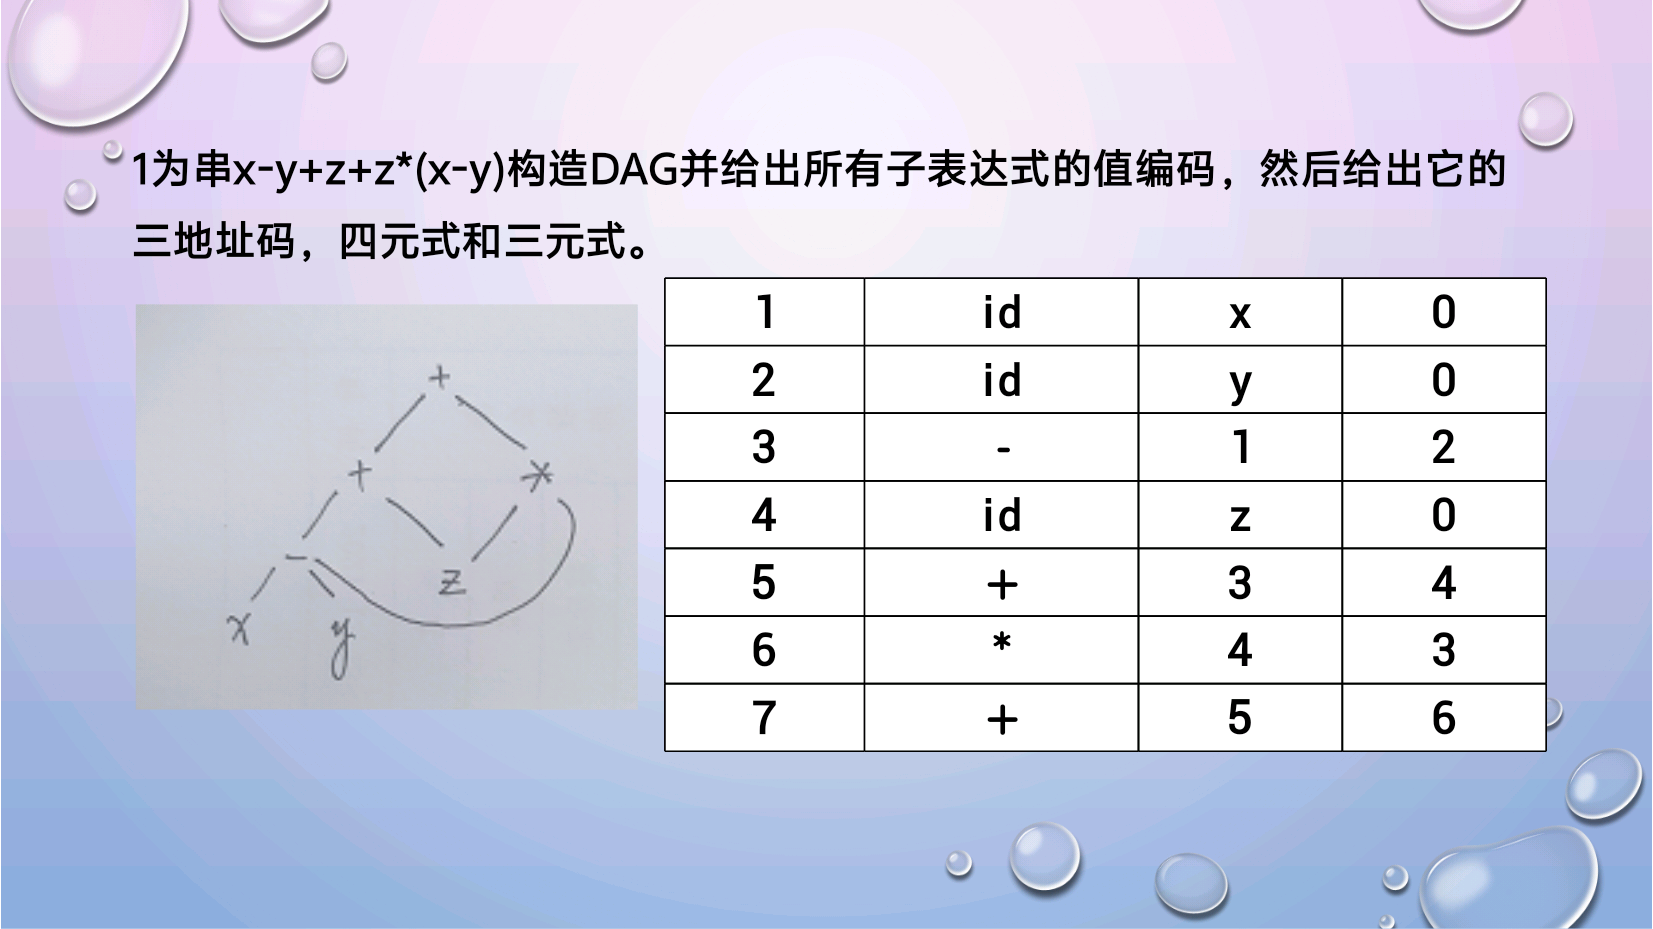 1为串x-y+z+z*(x-y)构造DAG并给出所有子表达式的值编码，然后给出它的
三地址码，四元式和三元式。
+
+ *
-
z
x y
1 id x 0
2 id y 0
3 - 1 2
4 id z 0
5 + 3 4
6 * 4 3
7 + 5 6